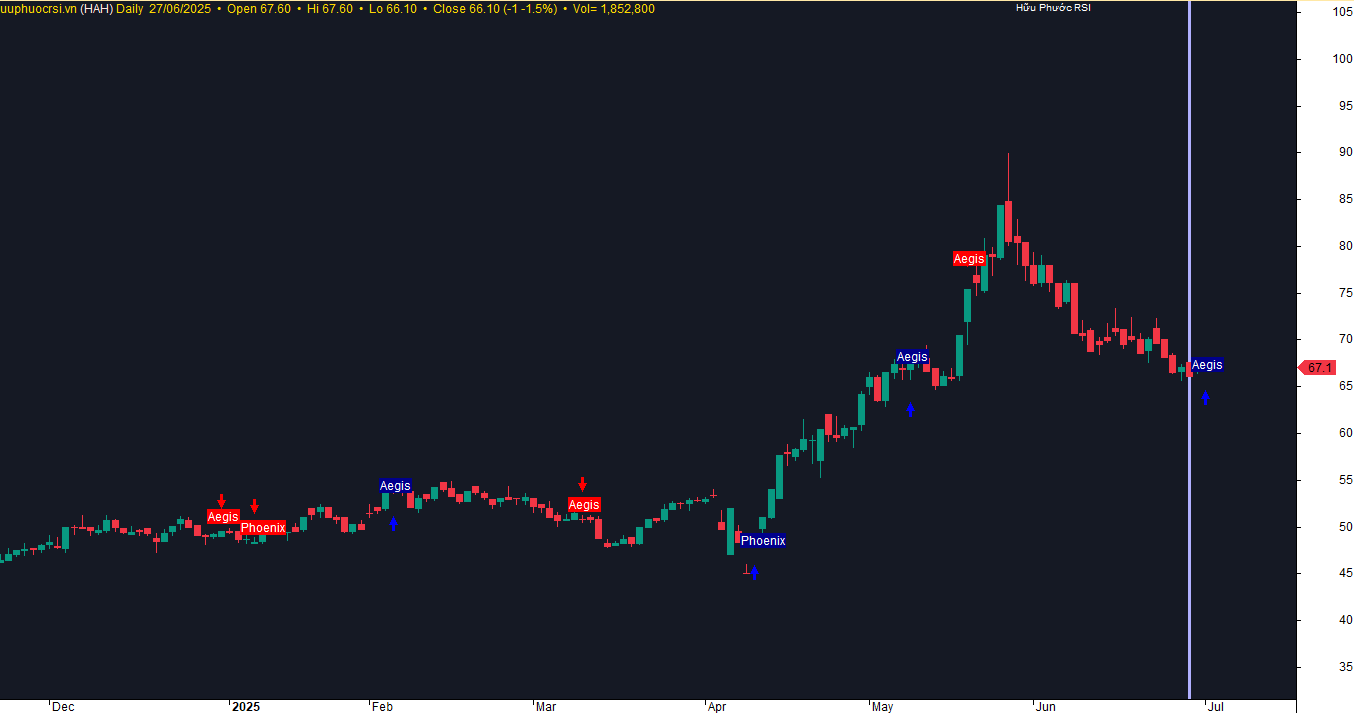 uuphuocrsi.vn (HAH) Daily 27/06/2025 • Open 67.60 • Hi 67.60 • Lo 66.10 • Close 66.10 (-1 -1.5%) • Vol= 1,852,800
Hữu Phước RSI
105
100
95
90
85
80
Aegis
75
70
Aegis
Aegis
67.1
65
60
55
Aegis
Aegis
Aegis
Phoenix
50
Phoenix
45
40
35
Dec
2025
Feb
Mar
Apr
May
Jun
Jul